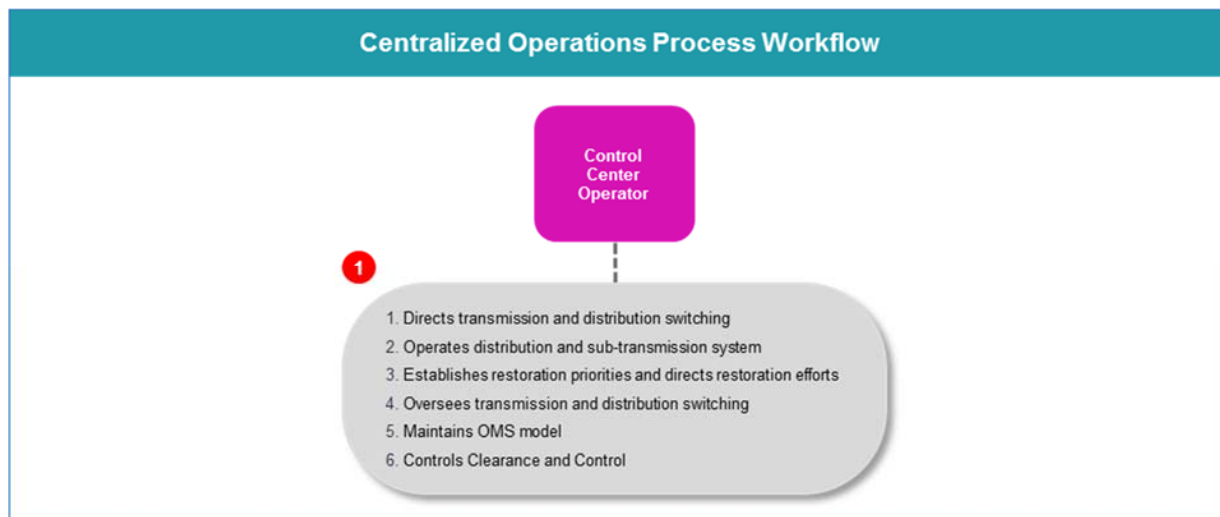 Centralized Operations Process Workflow
Control
Center
Operator
1
1. Directs transmission and distribution switching
2. Operates distribution and sub-transmission system
3. Establishes restoration priorities and directs restoration efforts
4. Oversees transmission and distribution switching
5. Maintains OMS model
6. Controls Clearance and Control